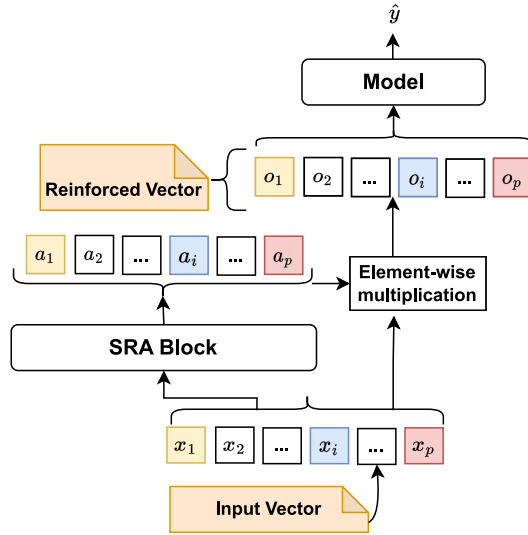 ŷ
Model
Reinforced Vector
o₁ o₂ ... oᵢ ... oₚ
a₁ a₂ ... aᵢ ... aₚ
Element-wise
multiplication
SRA Block
x₁ x₂ ... xᵢ ... xₚ
Input Vector